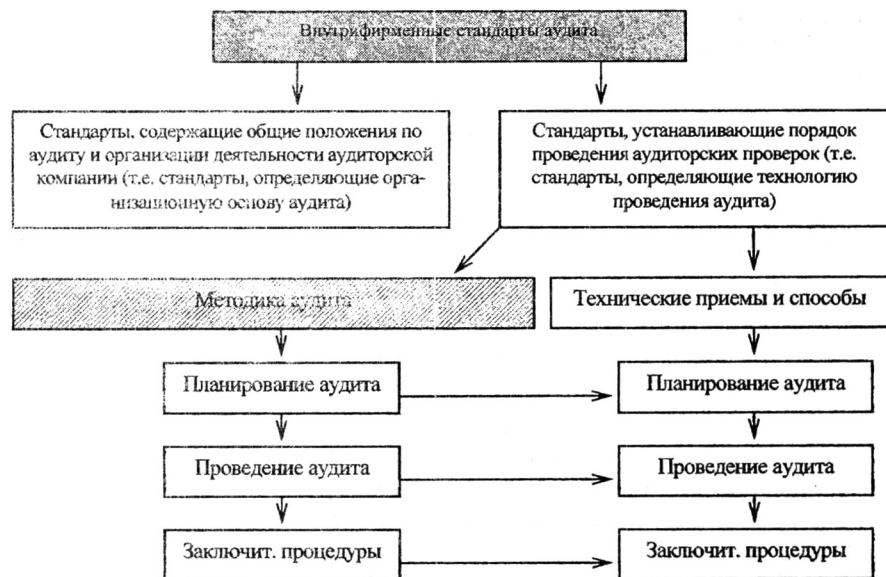 Внутрифирменные стандарты аудита
Стандарты, содержащие общие положения по
аудиту и организации деятельности аудиторской
компании (т.е. стандарты, определяющие орга-
низационную основу аудита)
Стандарты, устанавливающие порядок
проведения аудиторских проверок (т.е.
стандарты, определяющие технологию
проведения аудита)
Методика аудита
Технические приемы и способы
Планирование аудита
Планирование аудита
Проведение аудита
Проведение аудита
Заключит. процедуры
Заключит. процедуры